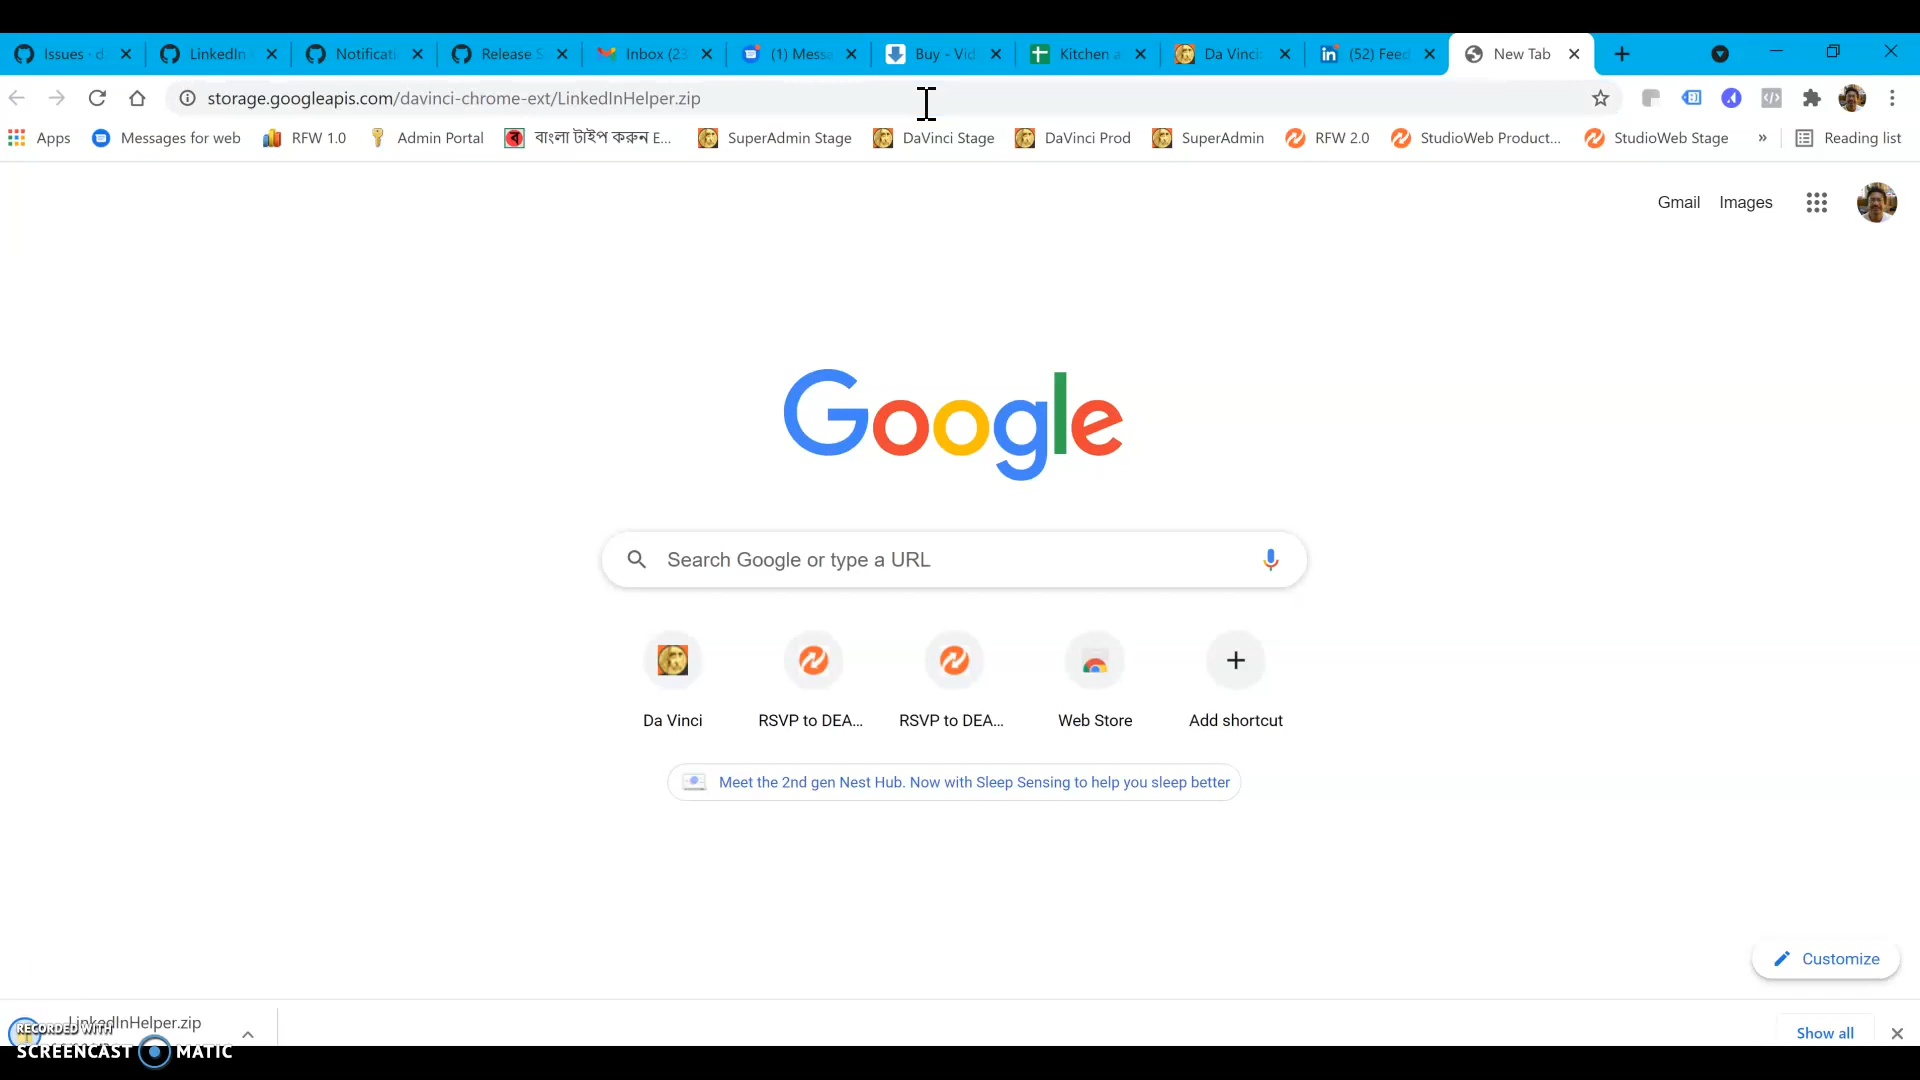 Issues · d
LinkedIn
Notificati
Release S
Inbox (23
(1) Messa
Buy - Vid
Kitchen a
Da Vinci
(52) Feed
New Tab
storage.googleapis.com/davinci-chrome-ext/LinkedInHelper.zip
Apps
Messages for web
RFW 1.0
Admin Portal
বাংলা টাইপ করুন E...
SuperAdmin Stage
DaVinci Stage
DaVinci Prod
SuperAdmin
RFW 2.0
StudioWeb Product...
StudioWeb Stage
»
Reading list
Gmail
Images
Google
Search Google or type a URL
Da Vinci
RSVP to DEA...
RSVP to DEA...
Web Store
Add shortcut
Meet the 2nd gen Nest Hub. Now with Sleep Sensing to help you sleep better
Customize
LinkedInHelper.zip
Show all
RECORDED WITH
SCREENCAST MATIC